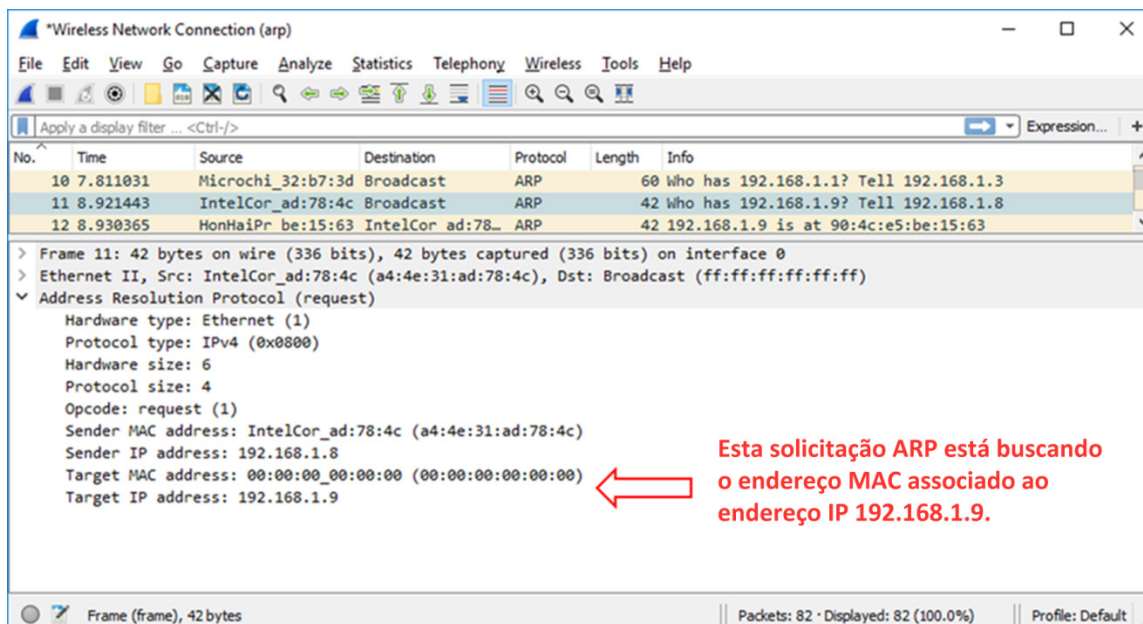 *Wireless Network Connection (arp)
File Edit View Go Capture Analyze Statistics Telephony Wireless Tools Help
Apply a display filter ... <Ctrl-/> Expression... +
No. Time Source Destination Protocol Length Info
10 7.811031 Microchi_32:b7:3d Broadcast ARP 60 Who has 192.168.1.1? Tell 192.168.1.3
11 8.921443 IntelCor_ad:78:4c Broadcast ARP 42 Who has 192.168.1.9? Tell 192.168.1.8
12 8.930365 HonHaiPr_be:15:63 IntelCor_ad:78… ARP 42 192.168.1.9 is at 90:4c:e5:be:15:63
> Frame 11: 42 bytes on wire (336 bits), 42 bytes captured (336 bits) on interface 0
> Ethernet II, Src: IntelCor_ad:78:4c (a4:4e:31:ad:78:4c), Dst: Broadcast (ff:ff:ff:ff:ff:ff)
Address Resolution Protocol (request)
Hardware type: Ethernet (1)
Protocol type: IPv4 (0x0800)
Hardware size: 6
Protocol size: 4
Opcode: request (1)
Sender MAC address: IntelCor_ad:78:4c (a4:4e:31:ad:78:4c)
Sender IP address: 192.168.1.8
Target MAC address: 00:00:00_00:00:00 (00:00:00:00:00:00)
Target IP address: 192.168.1.9
Esta solicitação ARP está buscando
o endereço MAC associado ao
endereço IP 192.168.1.9.
Frame (frame), 42 bytes Packets: 82 · Displayed: 82 (100.0%) Profile: Default